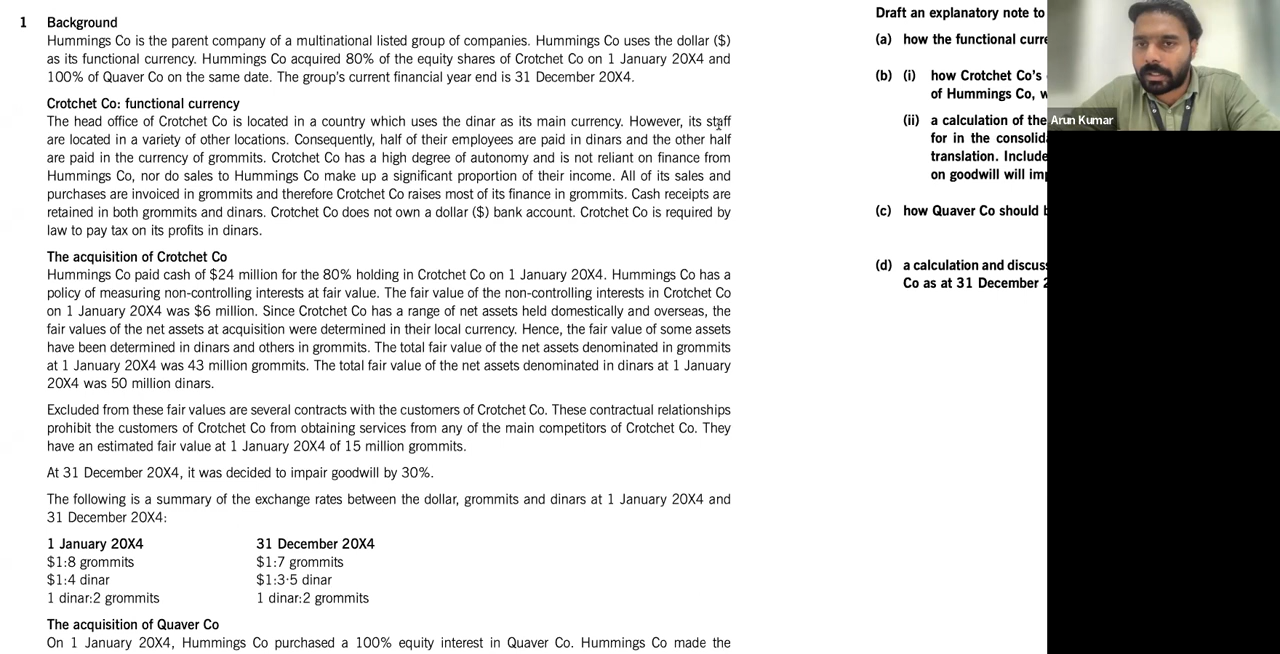 1 Background
Hummings Co is the parent company of a multinational listed group of companies. Hummings Co uses the dollar ($)
as its functional currency. Hummings Co acquired 80% of the equity shares of Crotchet Co on 1 January 20X4 and
100% of Quaver Co on the same date. The group's current financial year end is 31 December 20X4.
Crotchet Co: functional currency
The head office of Crotchet Co is located in a country which uses the dinar as its main currency. However, its staff
are located in a variety of other locations. Consequently, half of their employees are paid in dinars and the other half
are paid in the currency of grommits. Crotchet Co has a high degree of autonomy and is not reliant on finance from
Hummings Co, nor do sales to Hummings Co make up a significant proportion of their income. All of its sales and
purchases are invoiced in grommits and therefore Crotchet Co raises most of its finance in grommits. Cash receipts are
retained in both grommits and dinars. Crotchet Co does not own a dollar ($) bank account. Crotchet Co is required by
law to pay tax on its profits in dinars.
The acquisition of Crotchet Co
Hummings Co paid cash of $24 million for the 80% holding in Crotchet Co on 1 January 20X4. Hummings Co has a
policy of measuring non-controlling interests at fair value. The fair value of the non-controlling interests in Crotchet Co
on 1 January 20X4 was $6 million. Since Crotchet Co has a range of net assets held domestically and overseas, the
fair values of the net assets at acquisition were determined in their local currency. Hence, the fair value of some assets
have been determined in dinars and others in grommits. The total fair value of the net assets denominated in grommits
at 1 January 20X4 was 43 million grommits. The total fair value of the net assets denominated in dinars at 1 January
20X4 was 50 million dinars.
Excluded from these fair values are several contracts with the customers of Crotchet Co. These contractual relationships
prohibit the customers of Crotchet Co from obtaining services from any of the main competitors of Crotchet Co. They
have an estimated fair value at 1 January 20X4 of 15 million grommits.
At 31 December 20X4, it was decided to impair goodwill by 30%.
The following is a summary of the exchange rates between the dollar, grommits and dinars at 1 January 20X4 and
31 December 20X4:
1 January 20X4 31 December 20X4
$1:8 grommits $1:7 grommits
$1:4 dinar $1:3·5 dinar
1 dinar:2 grommits 1 dinar:2 grommits
The acquisition of Quaver Co
On 1 January 20X4, Hummings Co purchased a 100% equity interest in Quaver Co. Hummings Co made the
Draft an explanatory note to
(a) how the functional curre
(b) (i) how Crotchet Co's
of Hummings Co, w
(ii) a calculation of the
for in the consolid
translation. Include
on goodwill will im
(c) how Quaver Co should
(d) a calculation and discus
Co as at 31 December 2
Arun Kumar